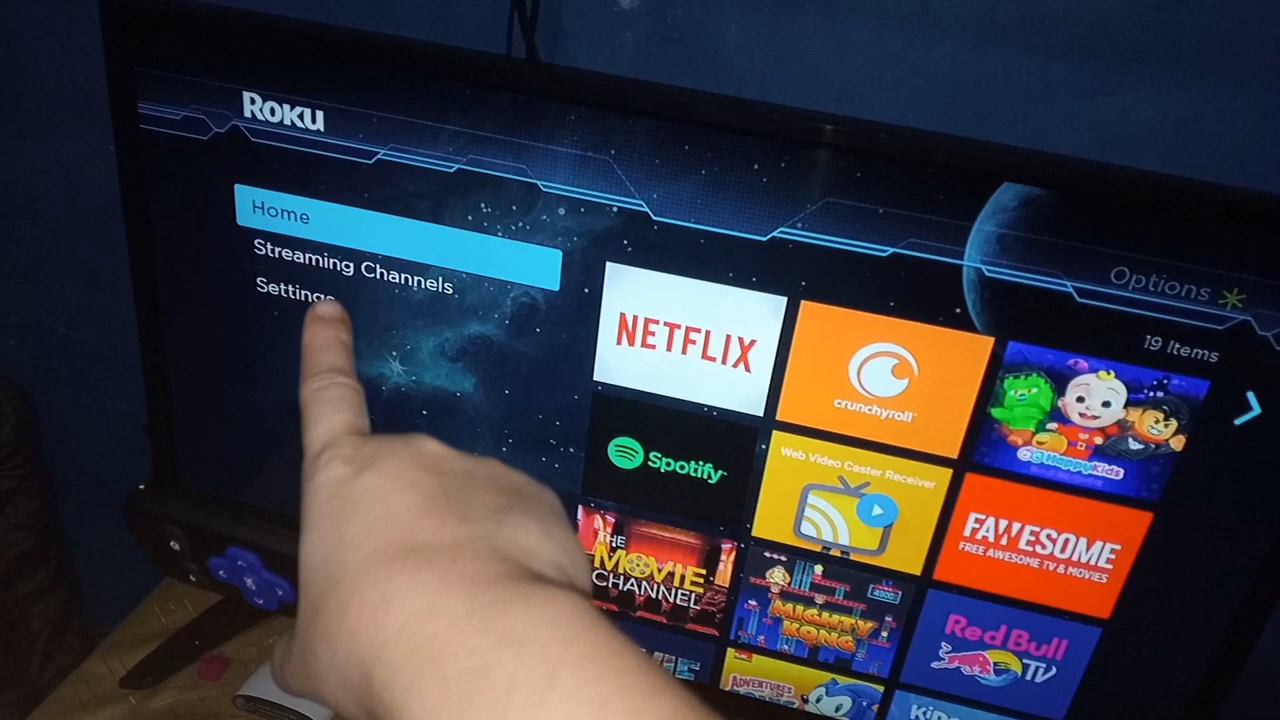 Roku
Home
Streaming Channels
Settings
Options
19 Items
NETFLIX
crunchyroll
HappyKids
Spotify
Web Video Caster Receiver
FAWESOME
FREE AWESOME TV & MOVIES
THE
MOVIE
CHANNEL
MIGHTY
KONG
Red Bull
TV
ADVENTURES